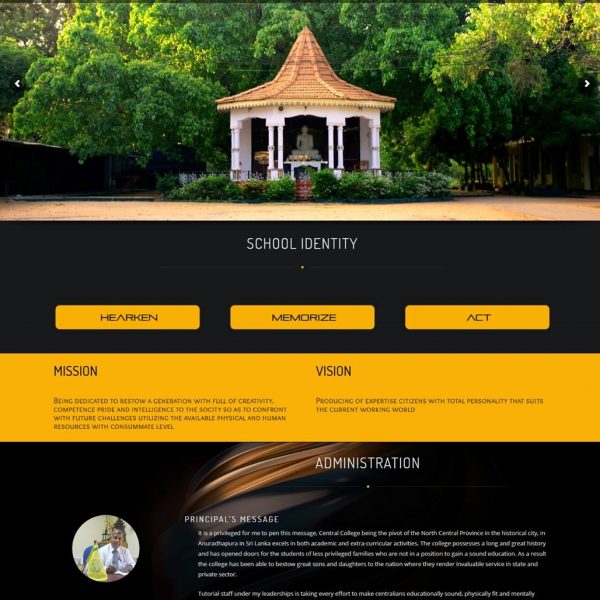 SCHOOL IDENTITY
HEARKEN
MEMORIZE
ACT
MISSION
Being dedicated to bestow a generation with full of creativity,
competence pride and intelligence to the socity so as to confront
with future challenges utilizing the available physical and human
resources with consummate level
VISION
Producing of expertise citizens with total personality that suits
the current working world
ADMINISTRATION
PRINCIPAL'S MESSAGE
It is a privileged for me to pen this message, Central College being the pivot of the North Central Province in the historical city, in
Anuradhapura in Sri Lanka excels in both academic and extra-curricular activities. The college possesses a long and great history
and has opened doors for the students of less privileged families who are not in a position to gain a sound education. As a result
the college has been able to bestow great sons and daughters to the nation where they render invaluable service in state and
private sector.
Tutorial staff under my leaderships is taking every effort to make centralians educationally sound, physically fit and mentally